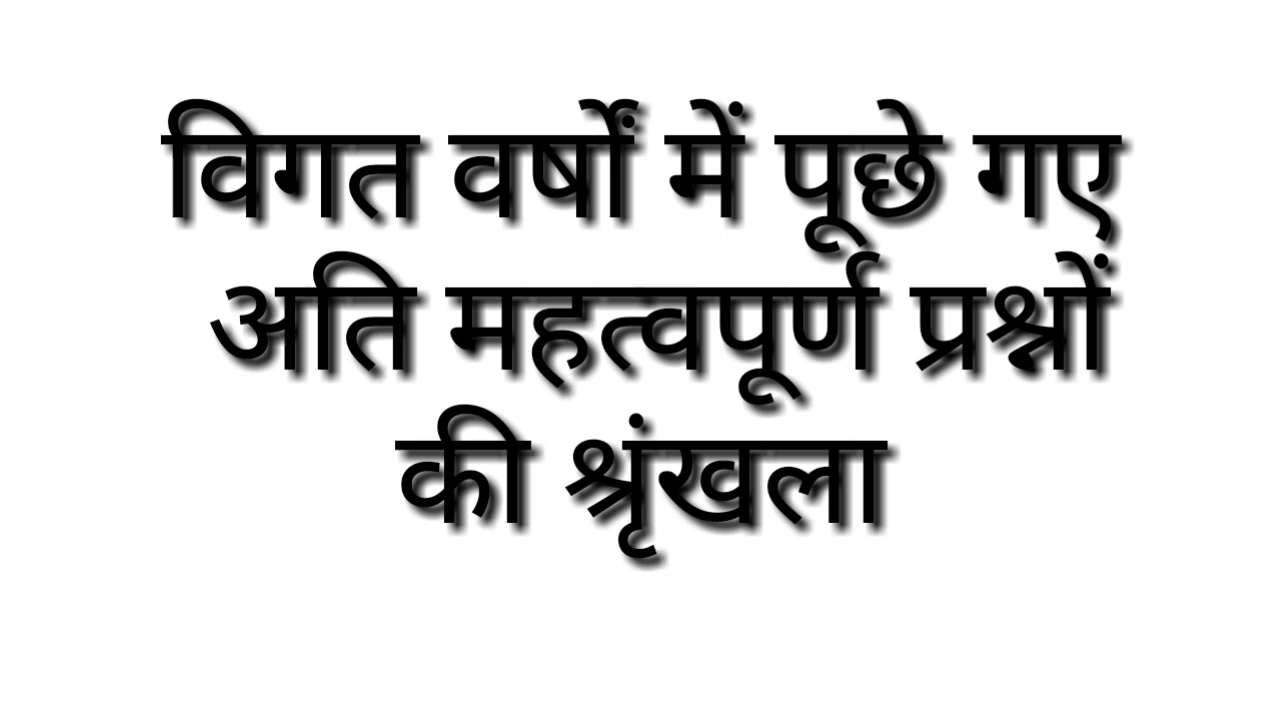 विगत वर्षों में पूछे गए
अति महत्वपूर्ण प्रश्नों
की श्रृंखला